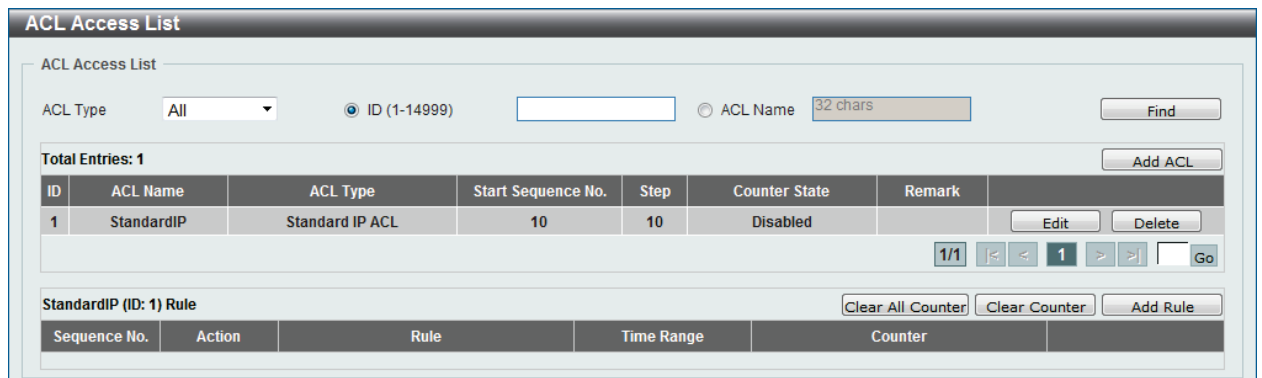 ACL Access List
ACL Access List
ACL Type All ID (1-14999) ACL Name 32 chars Find
Total Entries: 1 Add ACL
ID ACL Name ACL Type Start Sequence No. Step Counter State Remark
1 StandardIP Standard IP ACL 10 10 Disabled Edit Delete
1/1 |< < 1 > >| Go
StandardIP (ID: 1) Rule Clear All Counter Clear Counter Add Rule
Sequence No. Action Rule Time Range Counter